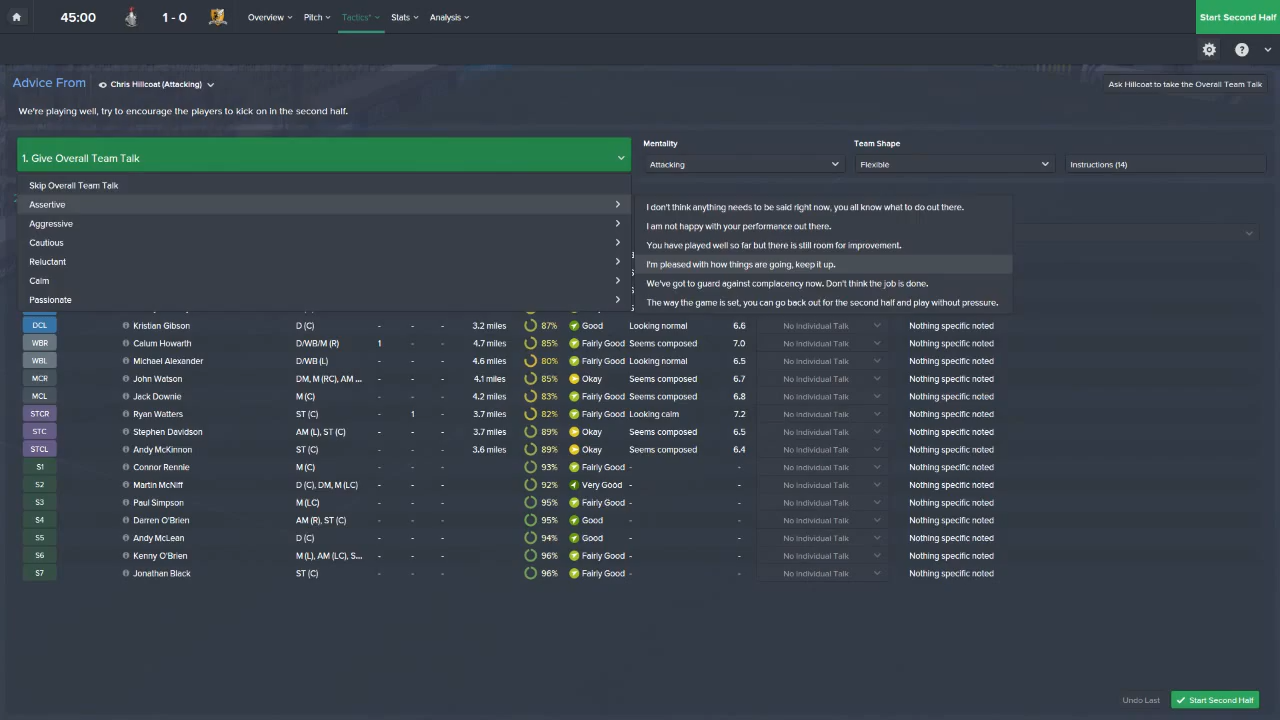 45:00 1 - 0 Overview Pitch Tactics* Stats Analysis Start Second Half
Advice From Chris Hillcoat (Attacking) Ask Hillcoat to take the Overall Team Talk
We're playing well, try to encourage the players to kick on in the second half.
Mentality Team Shape
1. Give Overall Team Talk Attacking Flexible Instructions (14)
Skip Overall Team Talk
Assertive
Aggressive
Cautious
Reluctant
Calm
Passionate
I don't think anything needs to be said right now, you all know what to do out there.
I am not happy with your performance out there.
You have played well so far but there is still room for improvement.
I'm pleased with how things are going, keep it up.
We've got to guard against complacency now. Don't think the job is done.
The way the game is set, you can go back out for the second half and play without pressure.
DCL Kristian Gibson D (C) - - - 3.2 miles 87% Good Looking normal 6.6 No Individual Talk Nothing specific noted
WBR Calum Howarth D/WB/M (R) 1 - - 4.7 miles 85% Fairly Good Seems composed 7.0 No Individual Talk Nothing specific noted
WBL Michael Alexander D/WB (L) - - - 4.6 miles 80% Fairly Good Looking normal 6.5 No Individual Talk Nothing specific noted
MCR John Watson DM, M (RC), AM ... - - - 4.1 miles 85% Okay Seems composed 6.7 No Individual Talk Nothing specific noted
MCL Jack Downie M (C) - - - 4.2 miles 83% Fairly Good Seems composed 6.8 No Individual Talk Nothing specific noted
STCR Ryan Watters ST (C) - 1 - 3.7 miles 82% Fairly Good Looking calm 7.2 No Individual Talk Nothing specific noted
STC Stephen Davidson AM (L), ST (C) - - - 3.7 miles 89% Okay Seems composed 6.5 No Individual Talk Nothing specific noted
STCL Andy McKinnon ST (C) - - - 3.6 miles 89% Okay Seems composed 6.4 No Individual Talk Nothing specific noted
S1 Connor Rennie M (C) 93% Fairly Good - - No Individual Talk Nothing specific noted
S2 Martin McNiff D (C), DM, M (LC) 92% Very Good - - No Individual Talk Nothing specific noted
S3 Paul Simpson M (LC) 95% Fairly Good - - No Individual Talk Nothing specific noted
S4 Darren O'Brien AM (R), ST (C) 95% Good - - No Individual Talk Nothing specific noted
S5 Andy McLean D (C) 94% Good - - No Individual Talk Nothing specific noted
S6 Kenny O'Brien M (L), AM (LC), S... 96% Fairly Good - - No Individual Talk Nothing specific noted
S7 Jonathan Black ST (C) 96% Fairly Good - - No Individual Talk Nothing specific noted
Undo Last Start Second Half